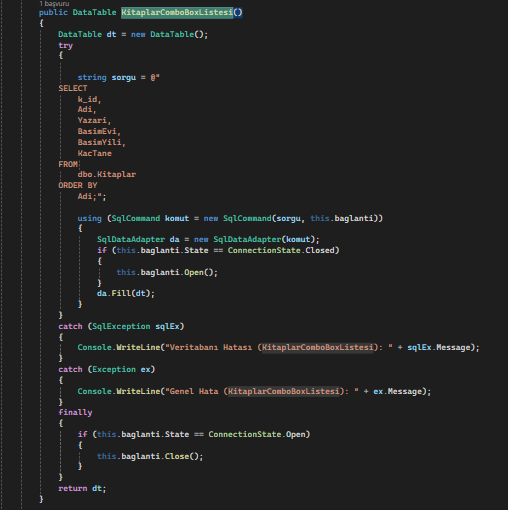 1 başvuru
public DataTable KitaplarComboBoxListesi()
{
DataTable dt = new DataTable();
try
{
string sorgu = @"
SELECT
k_id,
Adi,
Yazari,
BasimEvi,
BasimYili,
KacTane
FROM
dbo.Kitaplar
ORDER BY
Adi;";
using (SqlCommand komut = new SqlCommand(sorgu, this.baglanti))
{
SqlDataAdapter da = new SqlDataAdapter(komut);
if (this.baglanti.State == ConnectionState.Closed)
{
this.baglanti.Open();
}
da.Fill(dt);
}
}
catch (SqlException sqlEx)
{
Console.WriteLine("Veritabanı Hatası (KitaplarComboBoxListesi): " + sqlEx.Message);
}
catch (Exception ex)
{
Console.WriteLine("Genel Hata (KitaplarComboBoxListesi): " + ex.Message);
}
finally
{
if (this.baglanti.State == ConnectionState.Open)
{
this.baglanti.Close();
}
}
return dt;
}